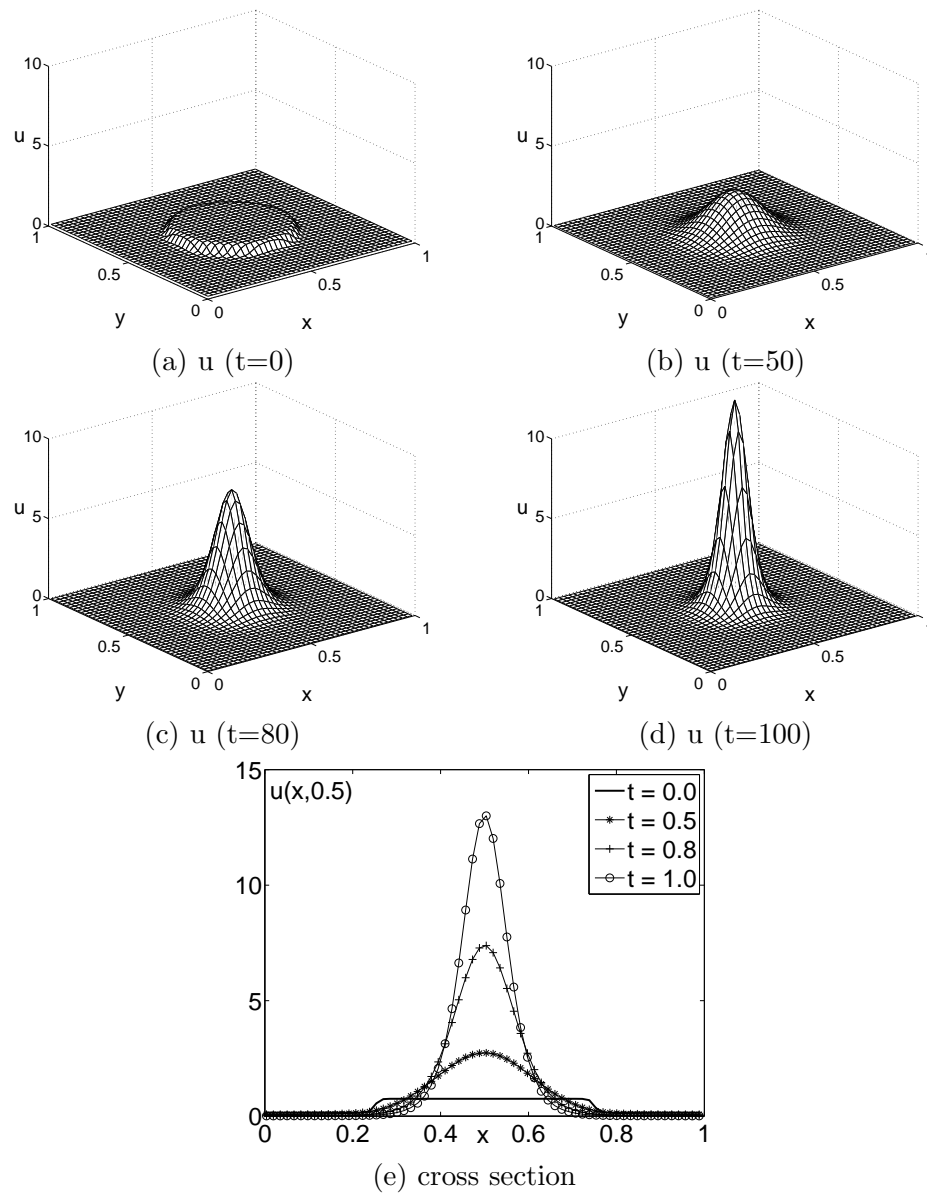 10
5
0
u
1
0.5
0
y
0
0.5
1
x
(a) u (t=0)
10
5
0
u
1
0.5
0
y
0
0.5
1
x
(b) u (t=50)
10
5
0
u
1
0.5
0
y
0
0.5
1
x
(c) u (t=80)
10
5
0
u
1
0.5
0
y
0
0.5
1
x
(d) u (t=100)
15
10
5
0
u(x,0.5)
t = 0.0
t = 0.5
t = 0.8
t = 1.0
0 0.2 0.4 x 0.6 0.8 1
(e) cross section